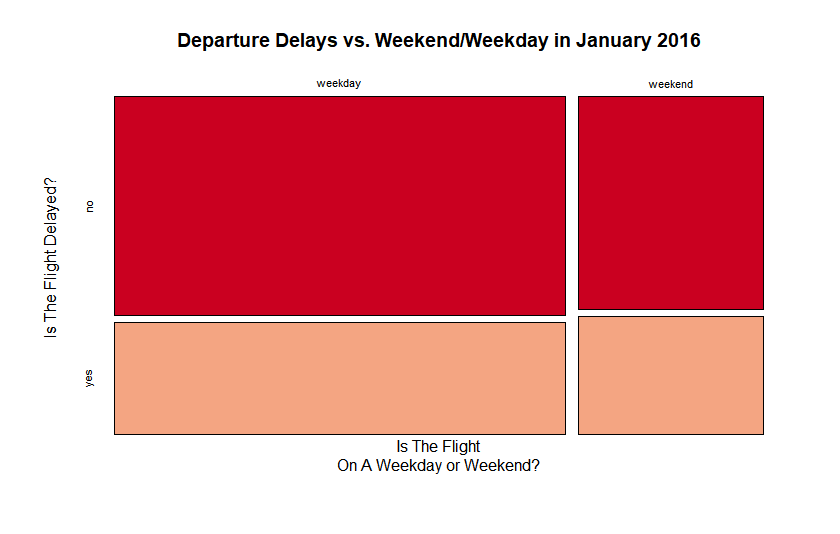 Departure Delays vs. Weekend/Weekday in January 2016
weekday
weekend
Is The Flight Delayed?
no
yes
Is The Flight
On A Weekday or Weekend?